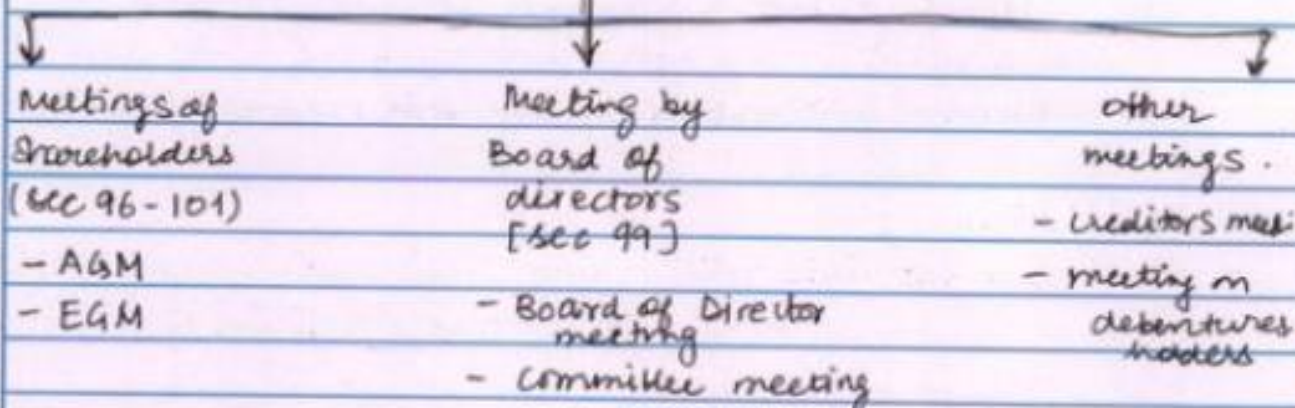 Meetings of
Shareholders
(sec 96-101)
- AGM
- EGM
Meeting by
Board of
directors
[sec 99]
- Board of Director
meeting
- Committee meeting
other
meetings.
- creditors meet
- meeting on
debentures
holders